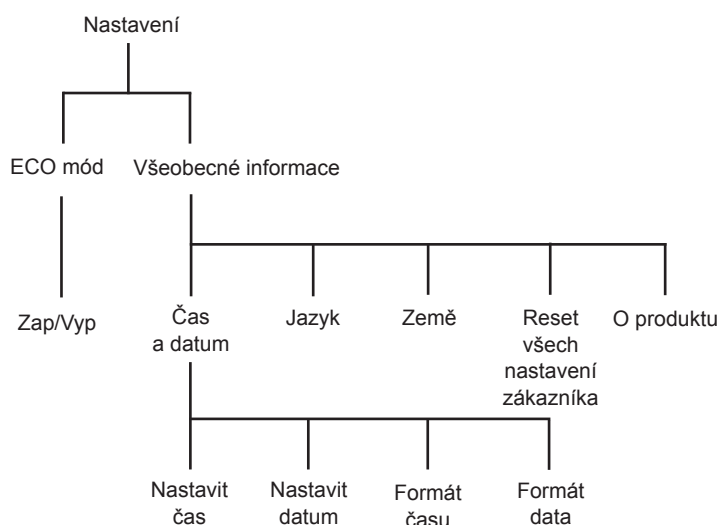 Nastavení
ECO mód
Všeobecné informace
Zap/Vyp
Čas
a datum
Jazyk
Země
Reset
všech
nastavení
zákazníka
O produktu
Nastavit
čas
Nastavit
datum
Formát
času
Formát
data